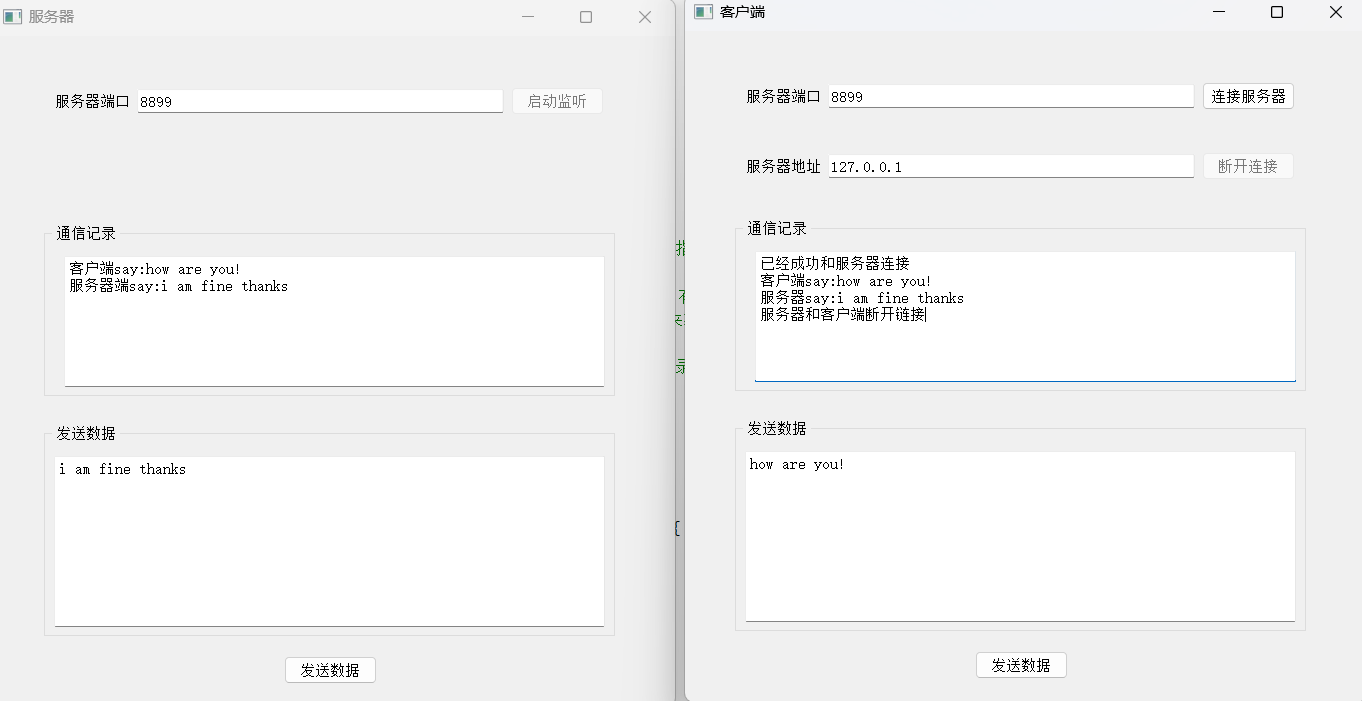 服务器
服务器端口 8899 启动监听
通信记录
客户端say:how are you!
服务器端say:i am fine thanks
发送数据
i am fine thanks
发送数据
客户端
服务器端口 8899 连接服务器
服务器地址 127.0.0.1 断开连接
通信记录
已经成功和服务器连接
客户端say:how are you!
服务器say:i am fine thanks
服务器和客户端断开链接
发送数据
how are you!
发送数据